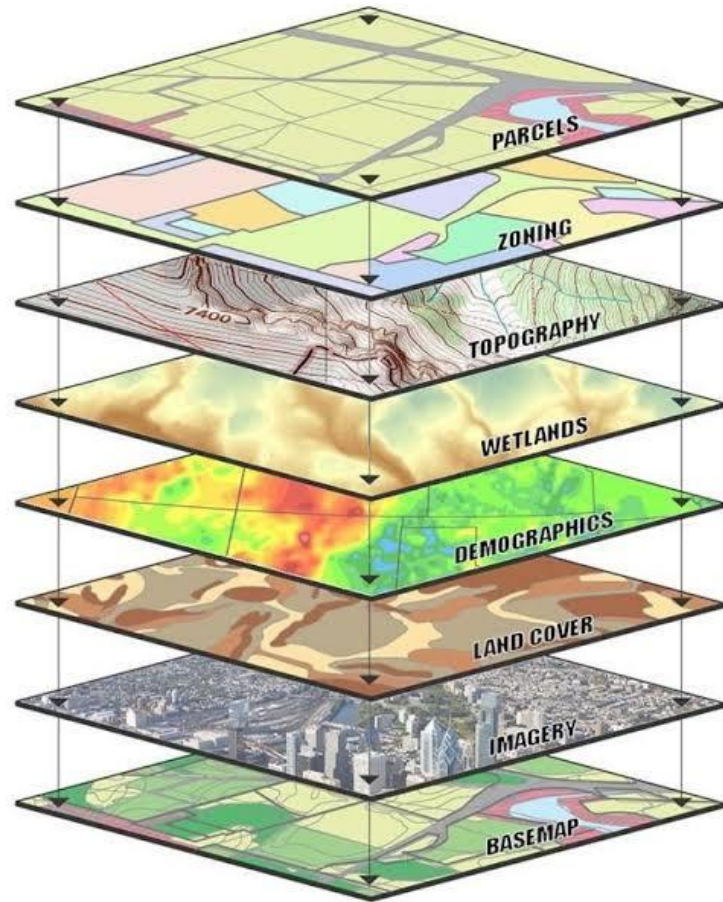 PARCELS
ZONING
7400
TOPOGRAPHY
WETLANDS
DEMOGRAPHICS
LAND COVER
IMAGERY
BASEMAP